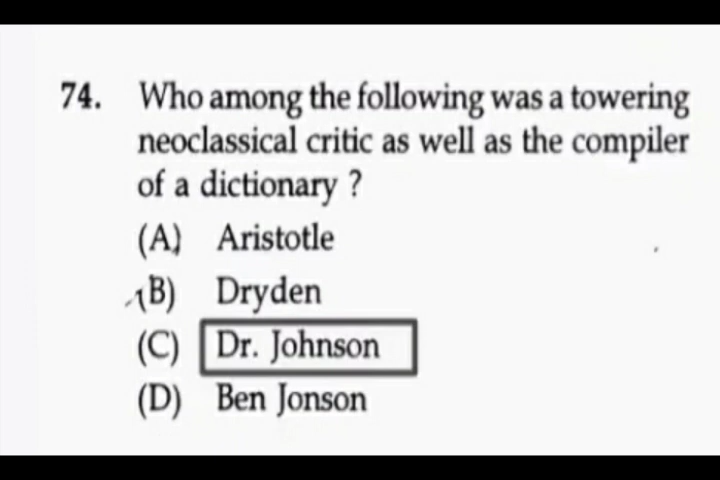 74. Who among the following was a towering
neoclassical critic as well as the compiler
of a dictionary ?
(A) Aristotle
(B) Dryden
(C) Dr. Johnson
(D) Ben Jonson